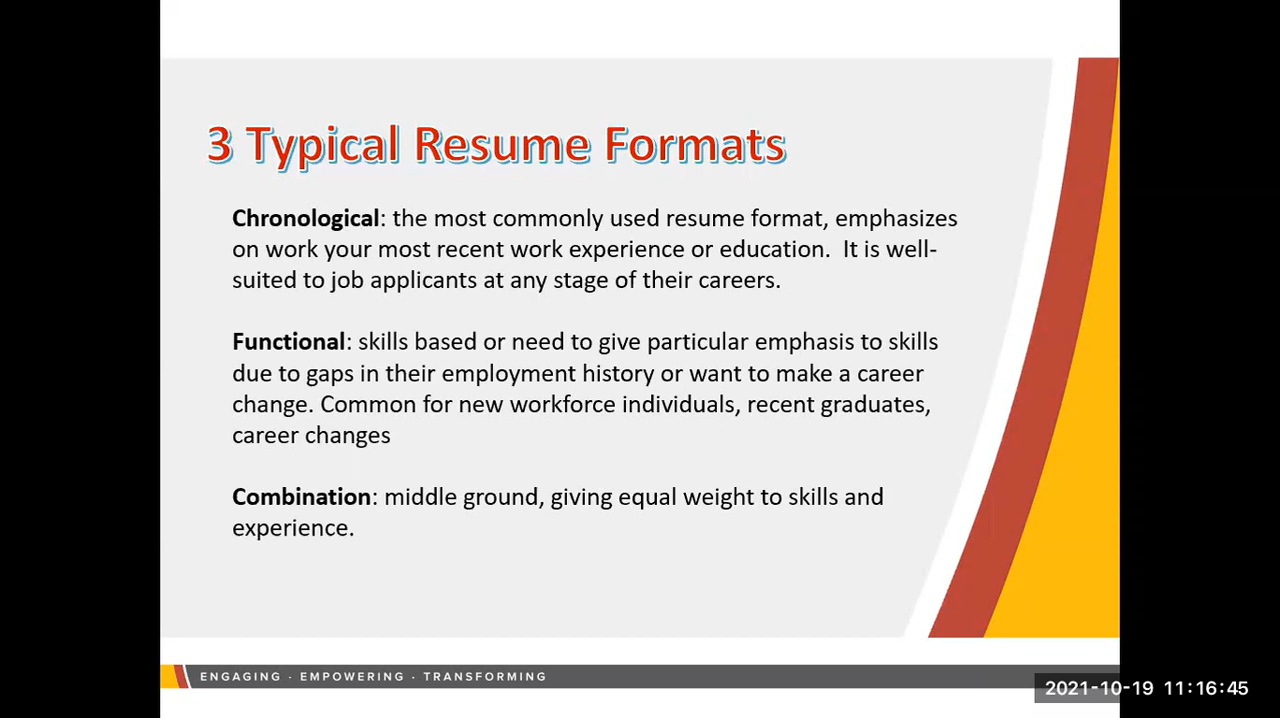 3 Typical Resume Formats
Chronological: the most commonly used resume format, emphasizes
on work your most recent work experience or education.  It is well-
suited to job applicants at any stage of their careers.
Functional: skills based or need to give particular emphasis to skills
due to gaps in their employment history or want to make a career
change. Common for new workforce individuals, recent graduates,
career changes
Combination: middle ground, giving equal weight to skills and
experience.
ENGAGING · EMPOWERING · TRANSFORMING
2021-10-19 11:16:45